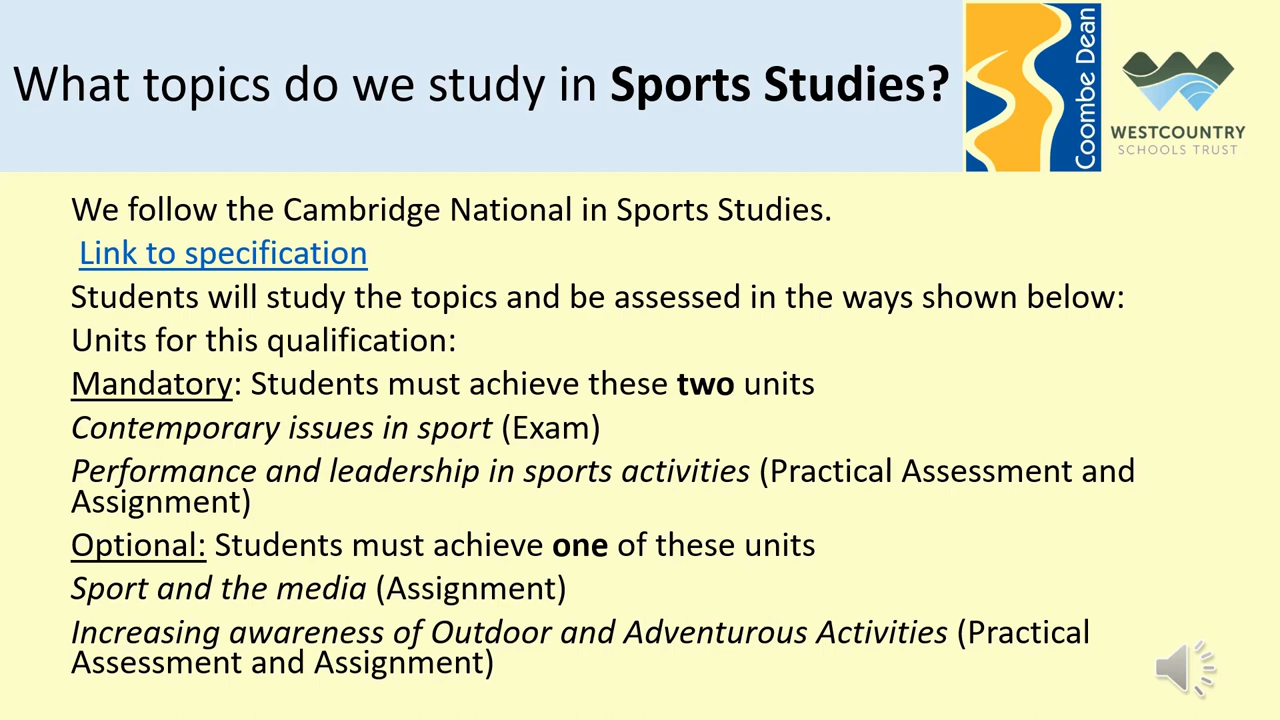 What topics do we study in Sports Studies?
Coombe Dean
WESTCOUNTRY
SCHOOLS TRUST
We follow the Cambridge National in Sports Studies.
Link to specification
Students will study the topics and be assessed in the ways shown below:
Units for this qualification:
Mandatory: Students must achieve these two units
Contemporary issues in sport (Exam)
Performance and leadership in sports activities (Practical Assessment and
Assignment)
Optional: Students must achieve one of these units
Sport and the media (Assignment)
Increasing awareness of Outdoor and Adventurous Activities (Practical
Assessment and Assignment)